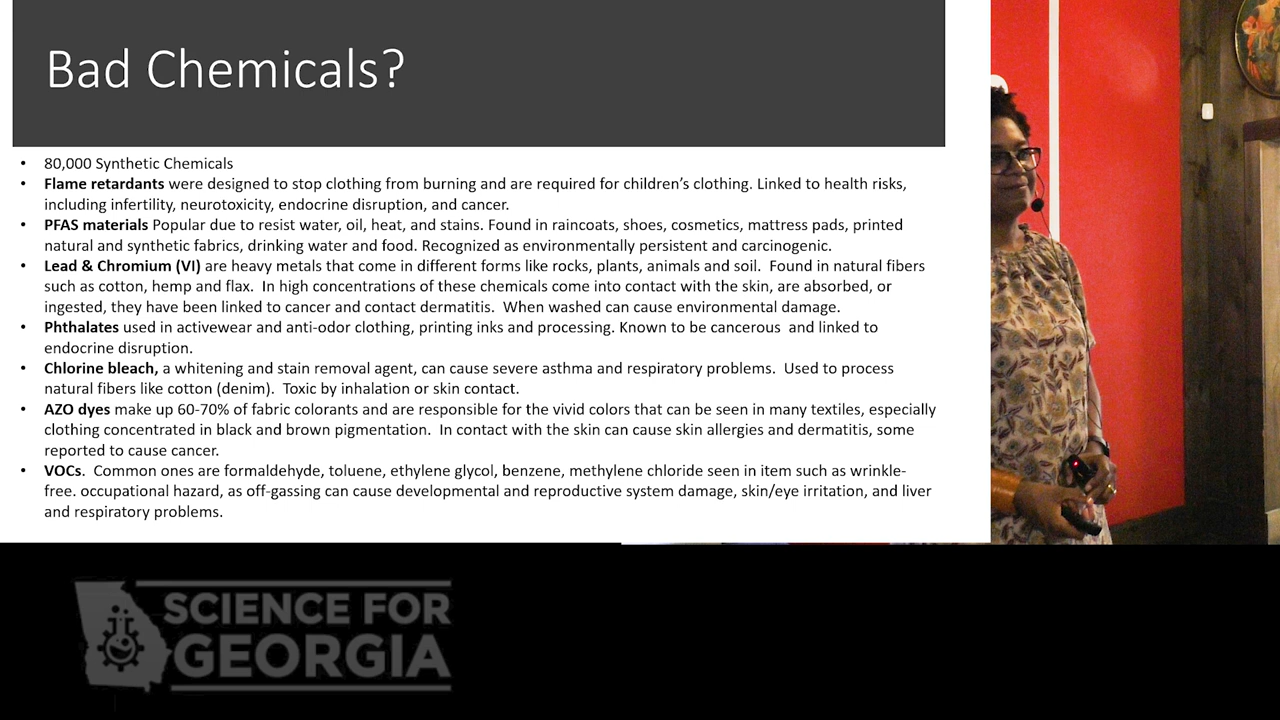 Bad Chemicals?
• 80,000 Synthetic Chemicals
• Flame retardants were designed to stop clothing from burning and are required for children's clothing. Linked to health risks,
including infertility, neurotoxicity, endocrine disruption, and cancer.
• PFAS materials Popular due to resist water, oil, heat, and stains. Found in raincoats, shoes, cosmetics, mattress pads, printed
natural and synthetic fabrics, drinking water and food. Recognized as environmentally persistent and carcinogenic.
• Lead & Chromium (VI) are heavy metals that come in different forms like rocks, plants, animals and soil.  Found in natural fibers
such as cotton, hemp and flax.  In high concentrations of these chemicals come into contact with the skin, are absorbed, or
ingested, they have been linked to cancer and contact dermatitis.  When washed can cause environmental damage.
• Phthalates used in activewear and anti-odor clothing, printing inks and processing. Known to be cancerous  and linked to
endocrine disruption.
• Chlorine bleach, a whitening and stain removal agent, can cause severe asthma and respiratory problems.  Used to process
natural fibers like cotton (denim).  Toxic by inhalation or skin contact.
• AZO dyes make up 60-70% of fabric colorants and are responsible for the vivid colors that can be seen in many textiles, especially
clothing concentrated in black and brown pigmentation.  In contact with the skin can cause skin allergies and dermatitis, some
reported to cause cancer.
• VOCs.  Common ones are formaldehyde, toluene, ethylene glycol, benzene, methylene chloride seen in item such as wrinkle-
free. occupational hazard, as off-gassing can cause developmental and reproductive system damage, skin/eye irritation, and liver
and respiratory problems.
SCIENCE FOR
GEORGIA